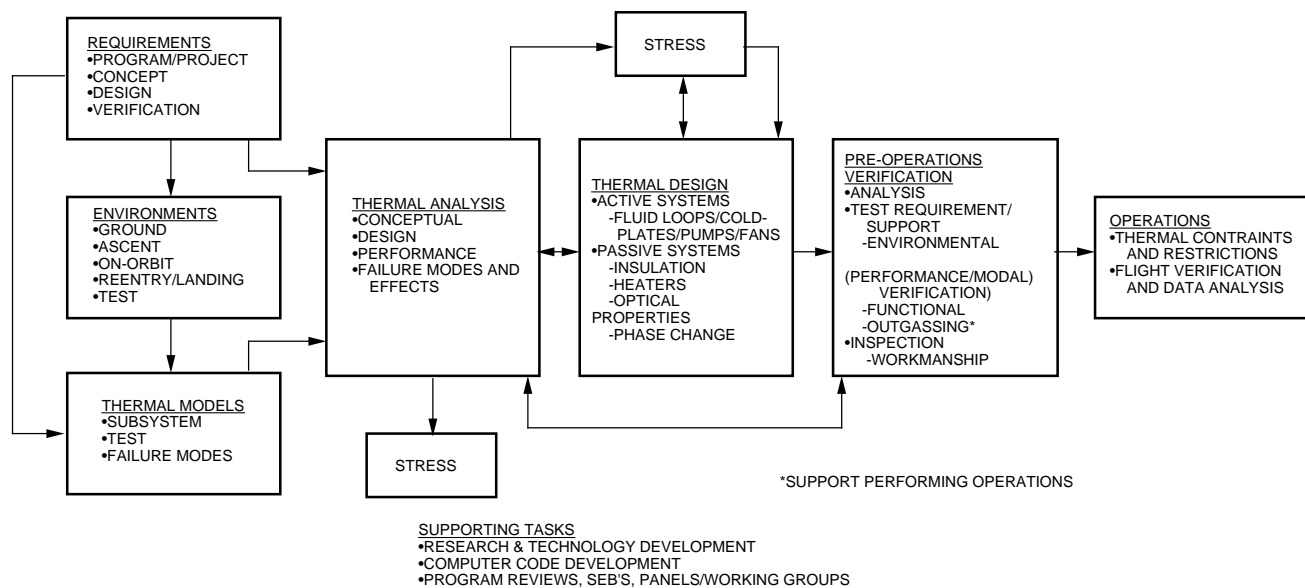 REQUIREMENTS
•PROGRAM/PROJECT
•CONCEPT
•DESIGN
•VERIFICATION
ENVIRONMENTS
•GROUND
•ASCENT
•ON-ORBIT
•REENTRY/LANDING
•TEST
THERMAL MODELS
•SUBSYSTEM
•TEST
•FAILURE MODES
THERMAL ANALYSIS
•CONCEPTUAL
•DESIGN
•PERFORMANCE
•FAILURE MODES AND
EFFECTS
STRESS
STRESS
THERMAL DESIGN
•ACTIVE SYSTEMS
-FLUID LOOPS/COLD-
PLATES/PUMPS/FANS
•PASSIVE SYSTEMS
-INSULATION
-HEATERS
-OPTICAL
PROPERTIES
-PHASE CHANGE
PRE-OPERATIONS
VERIFICATION
•ANALYSIS
•TEST REQUIREMENT/
SUPPORT
-ENVIRONMENTAL
(PERFORMANCE/MODAL)
VERIFICATION)
-FUNCTIONAL
-OUTGASSING*
•INSPECTION
-WORKMANSHIP
OPERATIONS
•THERMAL CONTRAINTS
AND RESTRICTIONS
•FLIGHT VERIFICATION
AND DATA ANALYSIS
*SUPPORT PERFORMING OPERATIONS
SUPPORTING TASKS
•RESEARCH & TECHNOLOGY DEVELOPMENT
•COMPUTER CODE DEVELOPMENT
•PROGRAM REVIEWS, SEB'S, PANELS/WORKING GROUPS